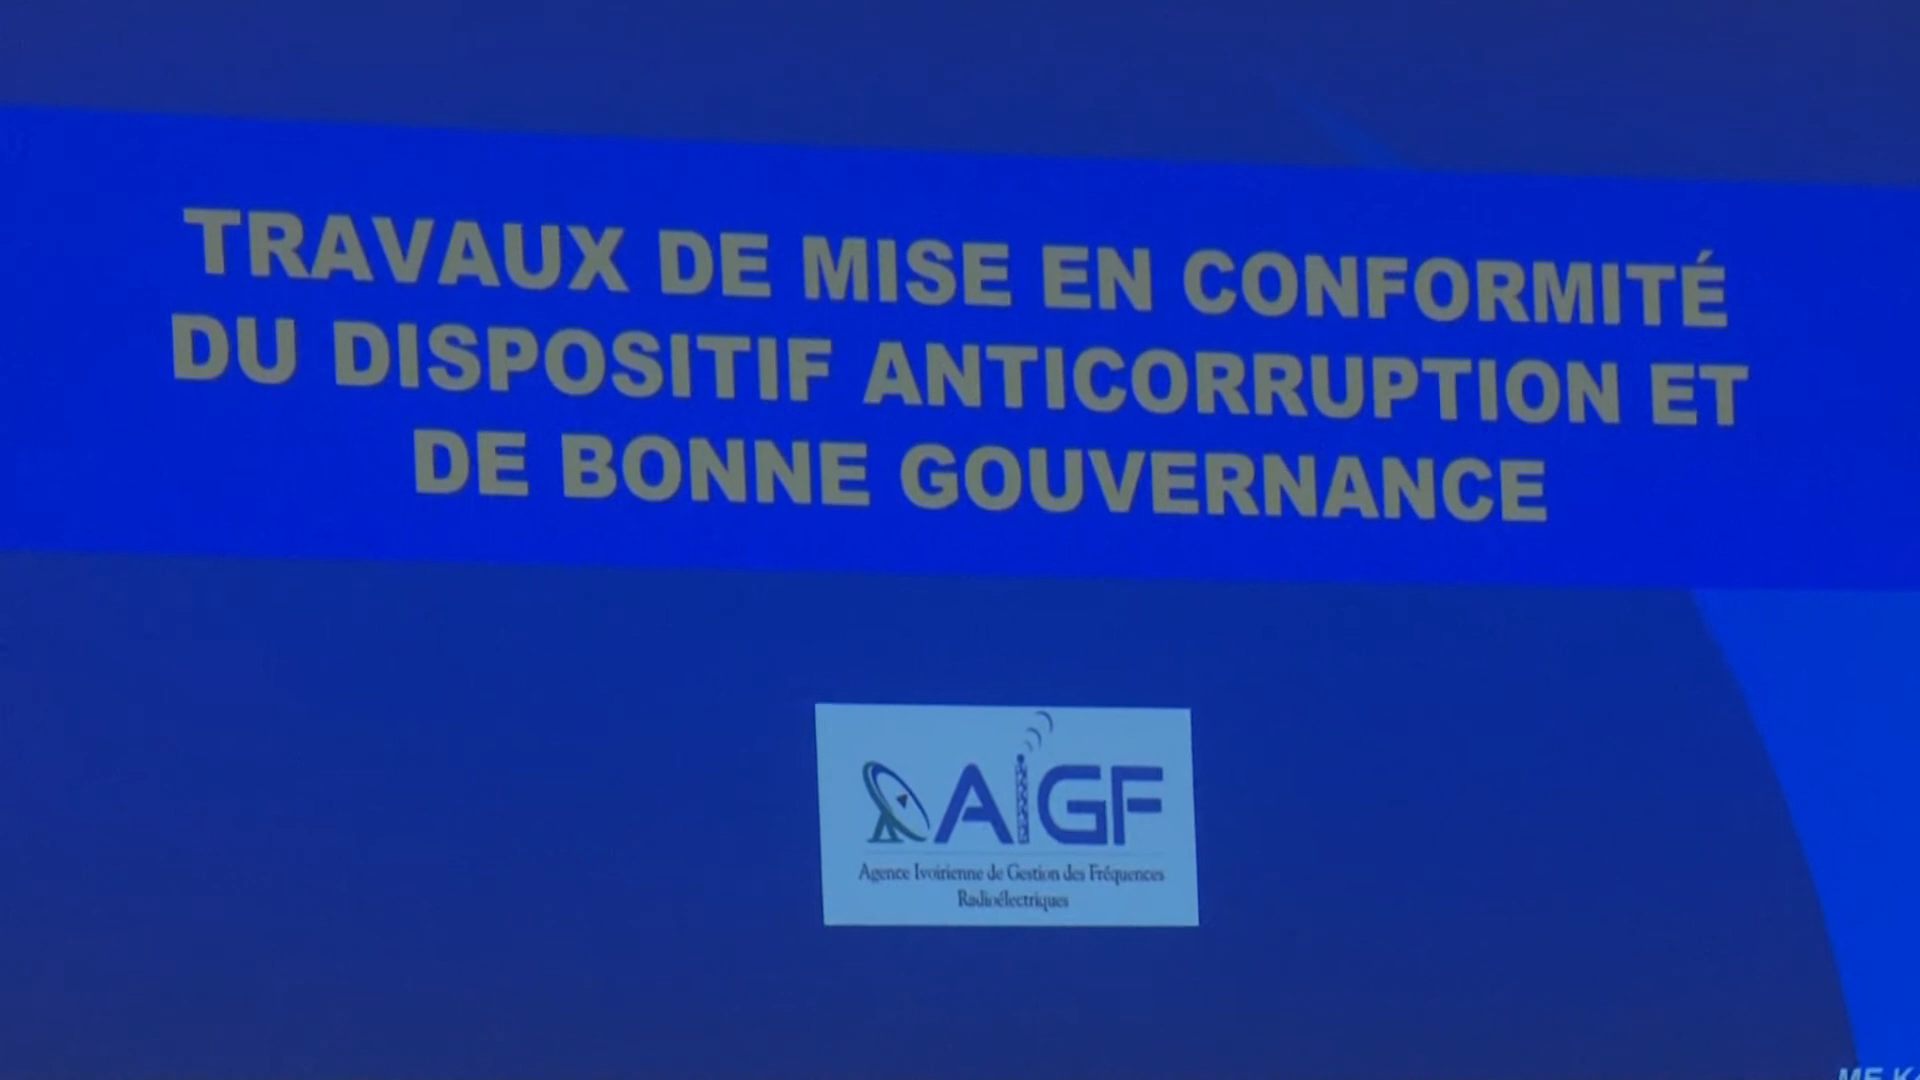 TRAVAUX DE MISE EN CONFORMITÉ
DU DISPOSITIF ANTICORRUPTION ET
DE BONNE GOUVERNANCE
AIGF
Agence Ivoirienne de Gestion des Fréquences
Radioélectriques